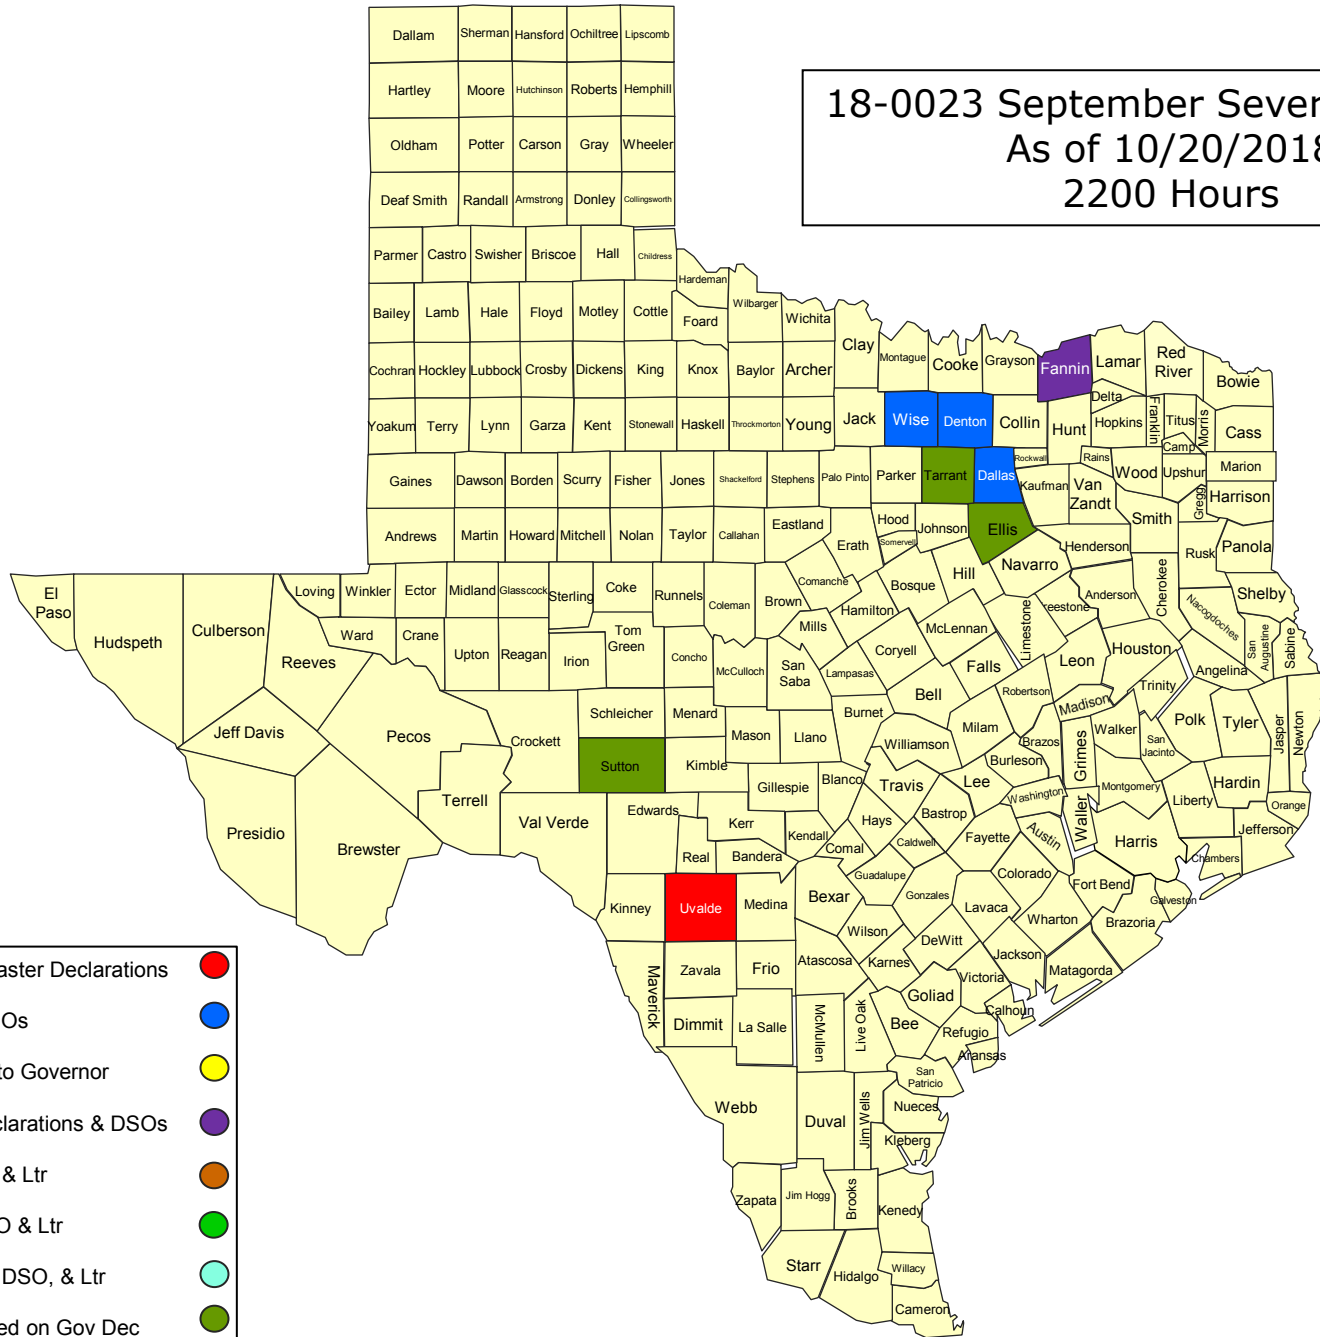 Dallam Sherman Hansford Ochiltree Lipscomb
Hartley Moore Hutchinson Roberts Hemphill
18-0023 September Sever
As of 10/20/2018
2200 Hours
Oldham Potter Carson Gray Wheeler
Deaf Smith Randall Armstrong Donley Collingsworth
Parmer Castro Swisher Briscoe Hall Childress
Hardeman
Wilbarger
Bailey Lamb Hale Floyd Motley Cottle Foard Wichita
Clay Montague Cooke Grayson Fannin Lamar Red
River
Bowie
Cochran Hockley Lubbock Crosby Dickens King Knox Baylor Archer
Delta
Yoakum Terry Lynn Garza Kent Stonewall Haskell Throckmorton Young Jack Wise Denton Collin Hunt Hopkins Franklin Titus Morris Cass
Camp
Gaines Dawson Borden Scurry Fisher Jones Shackelford Stephens Palo Pinto Parker Tarrant Dallas Rockwall Kaufman Rains Van
Zandt
Wood Upshur Marion
Gregg Harrison
Andrews Martin Howard Mitchell Nolan Taylor Callahan Eastland Erath Hood Somervell Johnson Ellis Henderson Smith Rusk Panola
El
Paso
Hudspeth Culberson Loving Winkler Ector Midland Glasscock Sterling Coke Runnels Coleman Brown Comanche Hamilton Bosque Hill Navarro Freestone Anderson Cherokee Nacogdoches Shelby
Reeves Ward Crane Upton Reagan Irion Tom
Green
Concho McCulloch San
Saba
Mills Lampasas Coryell McLennan Limestone Falls Leon Houston Angelina San
Augustine
Sabine
Jeff Davis Pecos Crockett Schleicher Menard Mason Llano Burnet Bell Milam Robertson Madison Trinity Polk Tyler Jasper Newton
Terrell Sutton Kimble Gillespie Blanco Williamson Travis Lee Burleson Brazos Grimes Walker San
Jacinto
Hardin
Presidio Brewster Val Verde Edwards Kerr Kendall Hays Bastrop Washington Waller Montgomery Liberty Orange
Real Bandera Comal Caldwell Fayette Austin Harris Jefferson
Chambers
Kinney Uvalde Medina Bexar Guadalupe Gonzales Colorado Fort Bend Galveston
Lavaca Wharton Brazoria
Maverick Zavala Frio Atascosa Wilson Karnes DeWitt Jackson Matagorda
Victoria
Dimmit La Salle McMullen Live Oak Bee Goliad Calhoun
Refugio
Aransas
San
Patricio
Webb Duval Jim Wells Nueces
Kleberg
Zapata Jim Hogg Brooks Kenedy
Starr Hidalgo Willacy
Cameron
aster Declarations
Os
to Governor
clarations & DSOs
& Ltr
O & Ltr
DSO, & Ltr
ed on Gov Dec